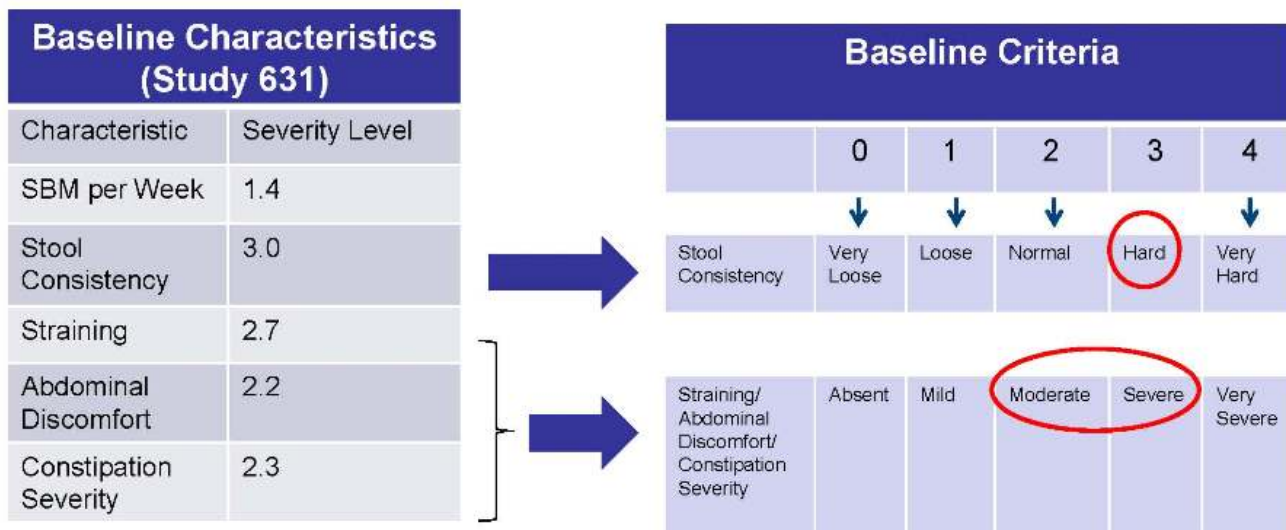 Baseline Characteristics
(Study 631)
Characteristic Severity Level
SBM per Week 1.4
Stool 3.0
Consistency
Straining 2.7
Abdominal 2.2
Discomfort
Constipation 2.3
Severity
Baseline Criteria
0 1 2 3 4
Stool Very Loose Normal Hard Very
Consistency Loose Hard
Straining/ Absent Mild Moderate Severe Very
Abdominal Severe
Discomfort/
Constipation
Severity